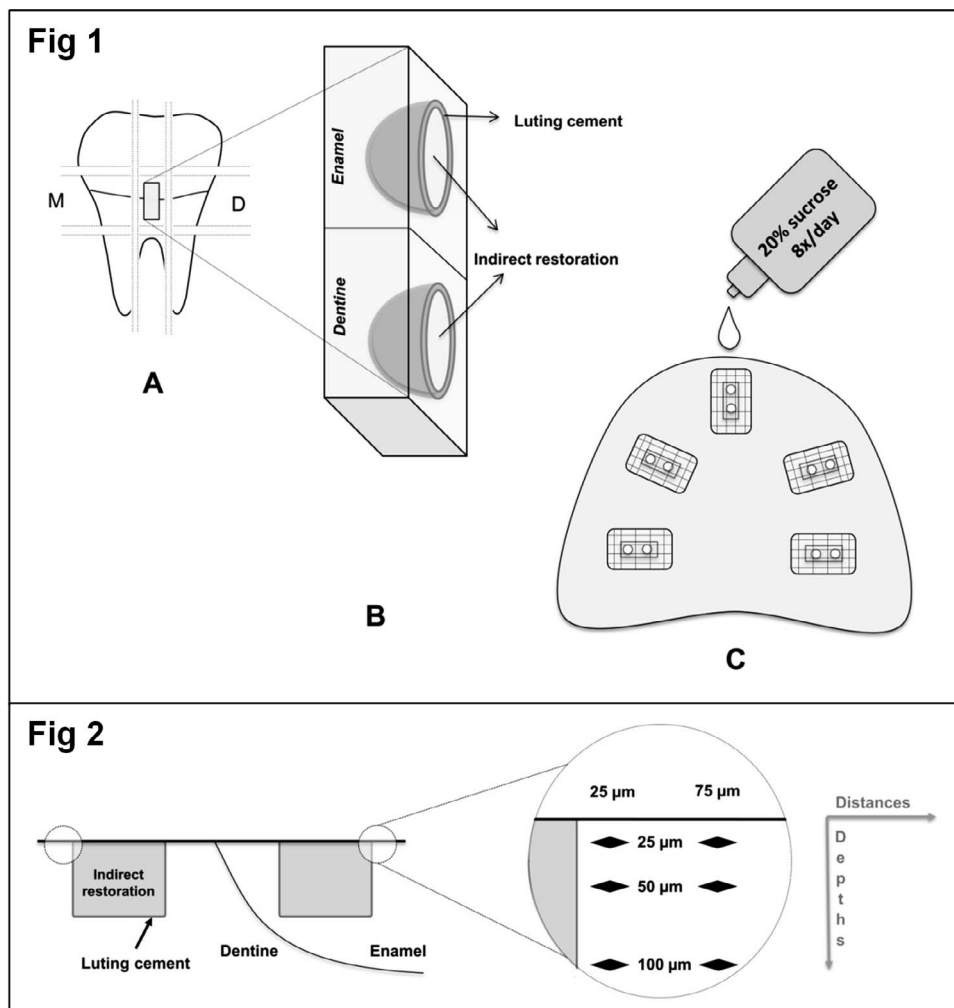 Fig 1
M
D
A
Enamel
Dentine
Luting cement
Indirect restoration
B
20% sucrose
8x/day
C
Fig 2
Indirect
restoration
Luting cement
Dentine
Enamel
25 µm 75 µm
25 µm
50 µm
100 µm
Distances
Depths